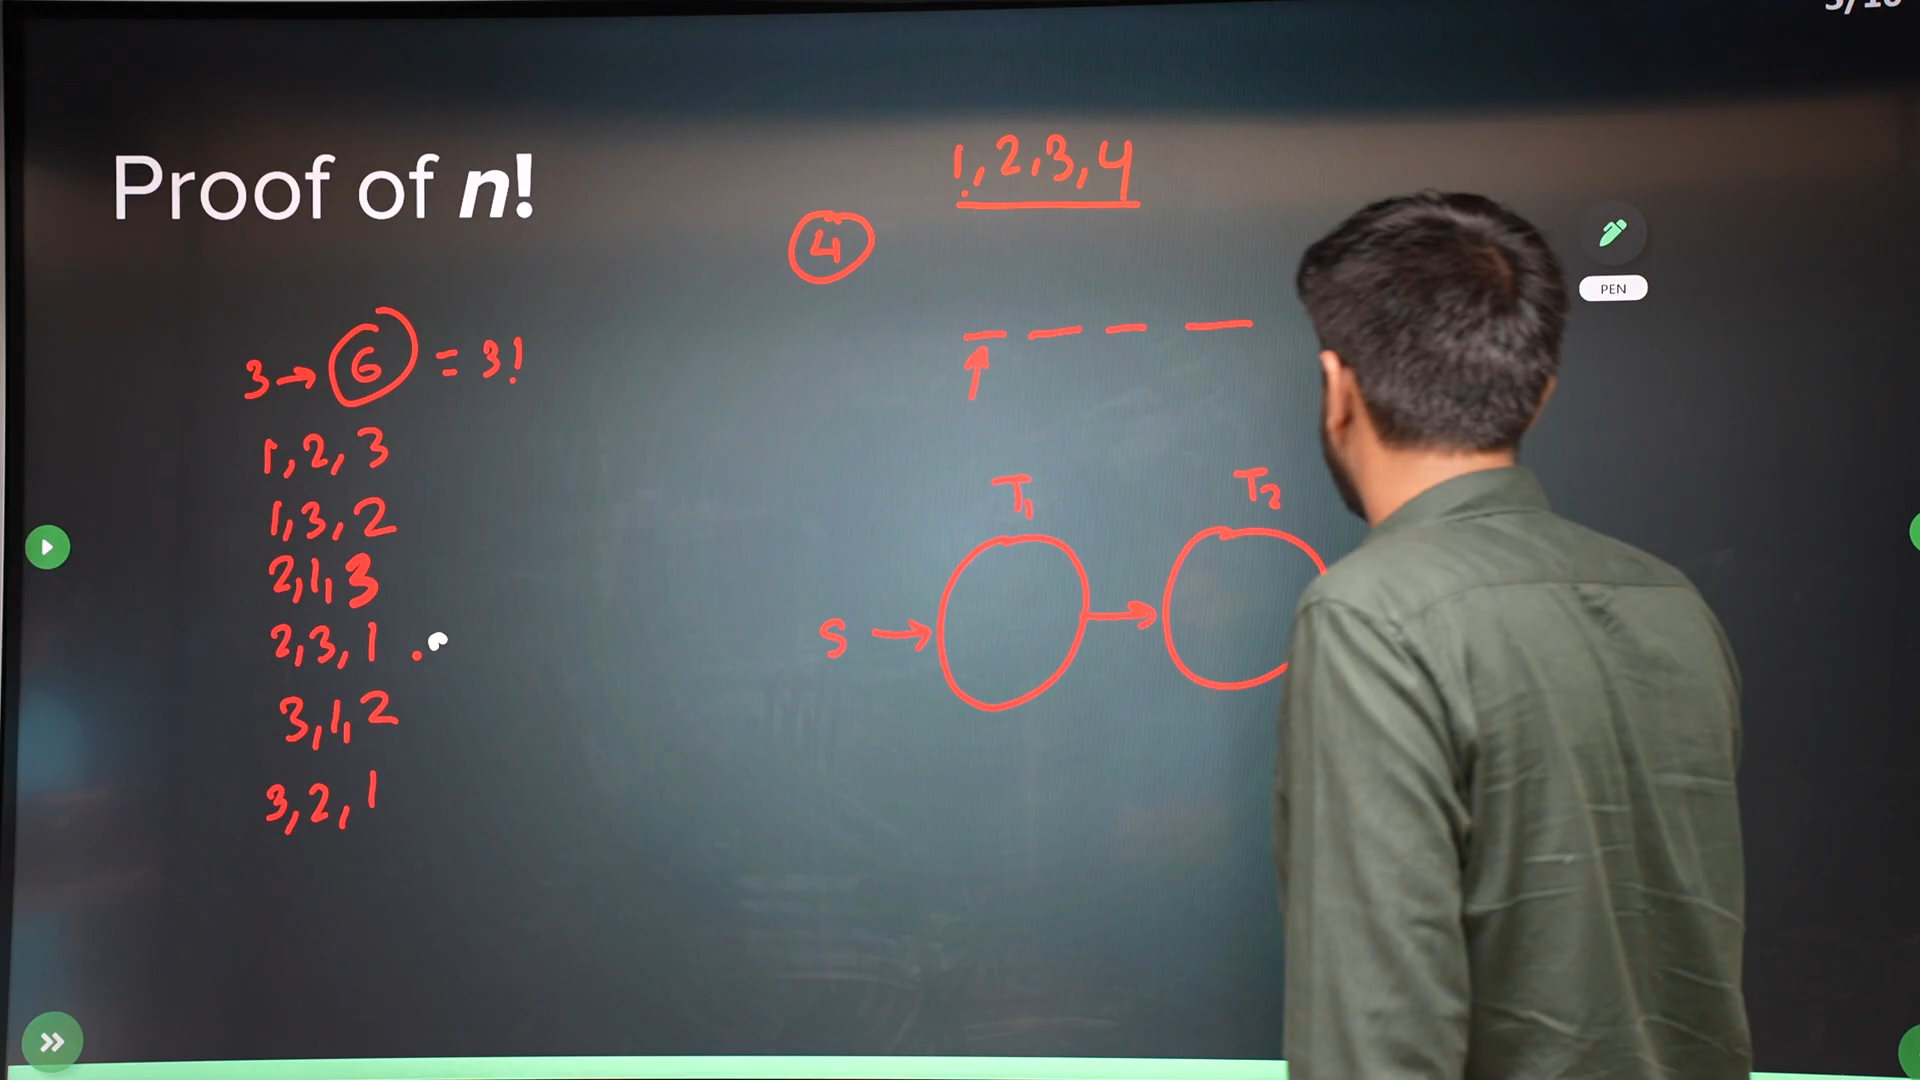 Proof of n!
3 → 6 = 3!
1, 2, 3
1, 3, 2
2, 1, 3
2, 3, 1 .
3, 1, 2
3, 2, 1
1, 2, 3, 4
4
T1
T2
S →
PEN